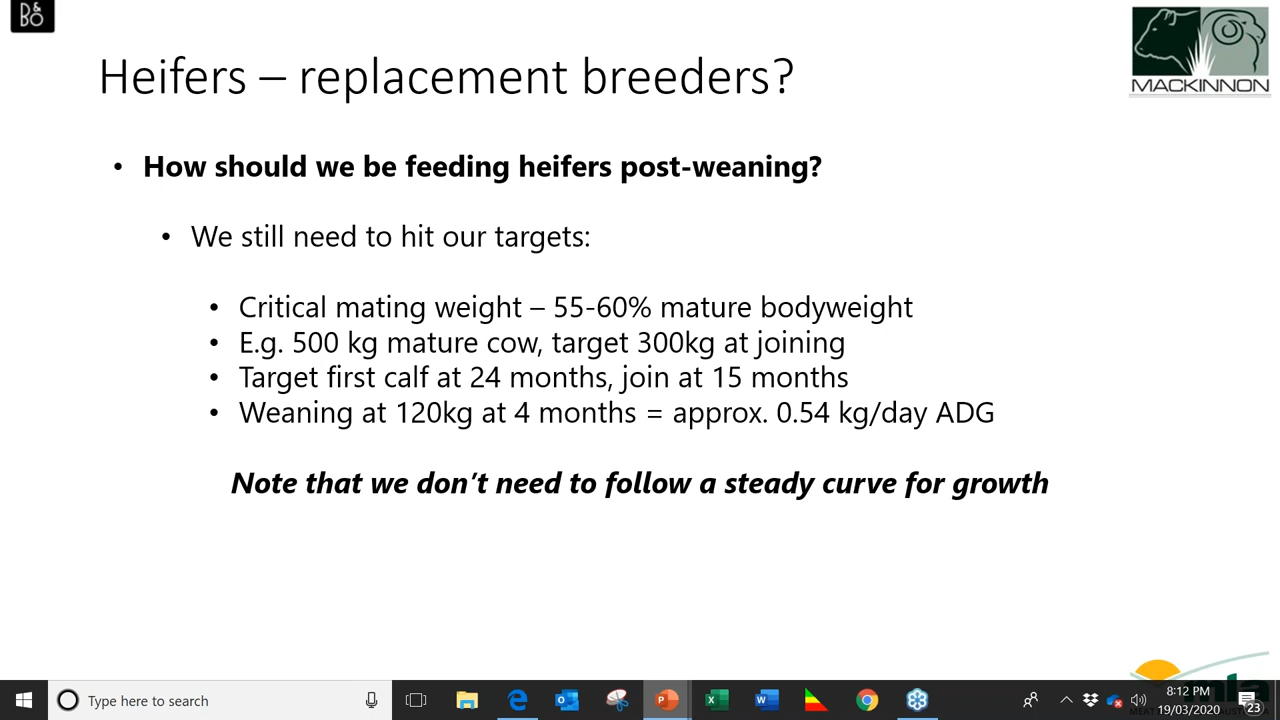 B&O
MACKINNON
Heifers – replacement breeders?
• How should we be feeding heifers post-weaning?
• We still need to hit our targets:
• Critical mating weight – 55-60% mature bodyweight
• E.g. 500 kg mature cow, target 300kg at joining
• Target first calf at 24 months, join at 15 months
• Weaning at 120kg at 4 months = approx. 0.54 kg/day ADG
Note that we don’t need to follow a steady curve for growth
Type here to search
8:12 PM
19/03/2020
23